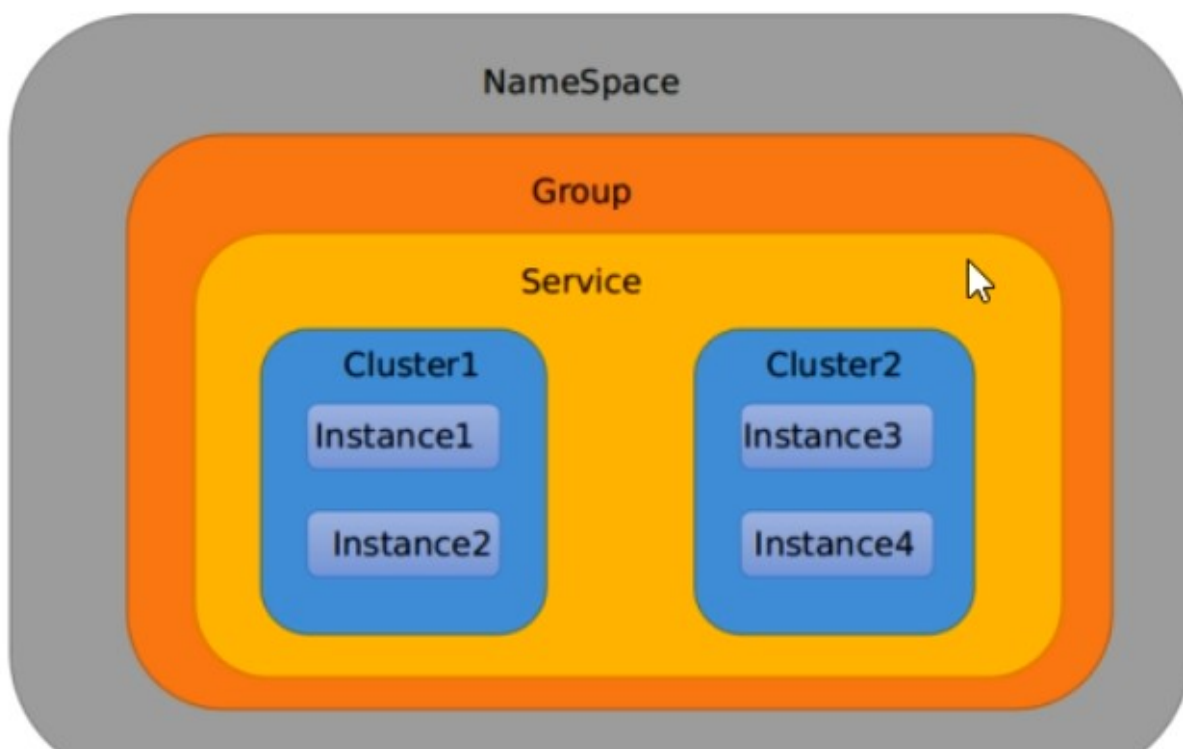 NameSpace
Group
Service
Cluster1
Instance1
Instance2
Cluster2
Instance3
Instance4